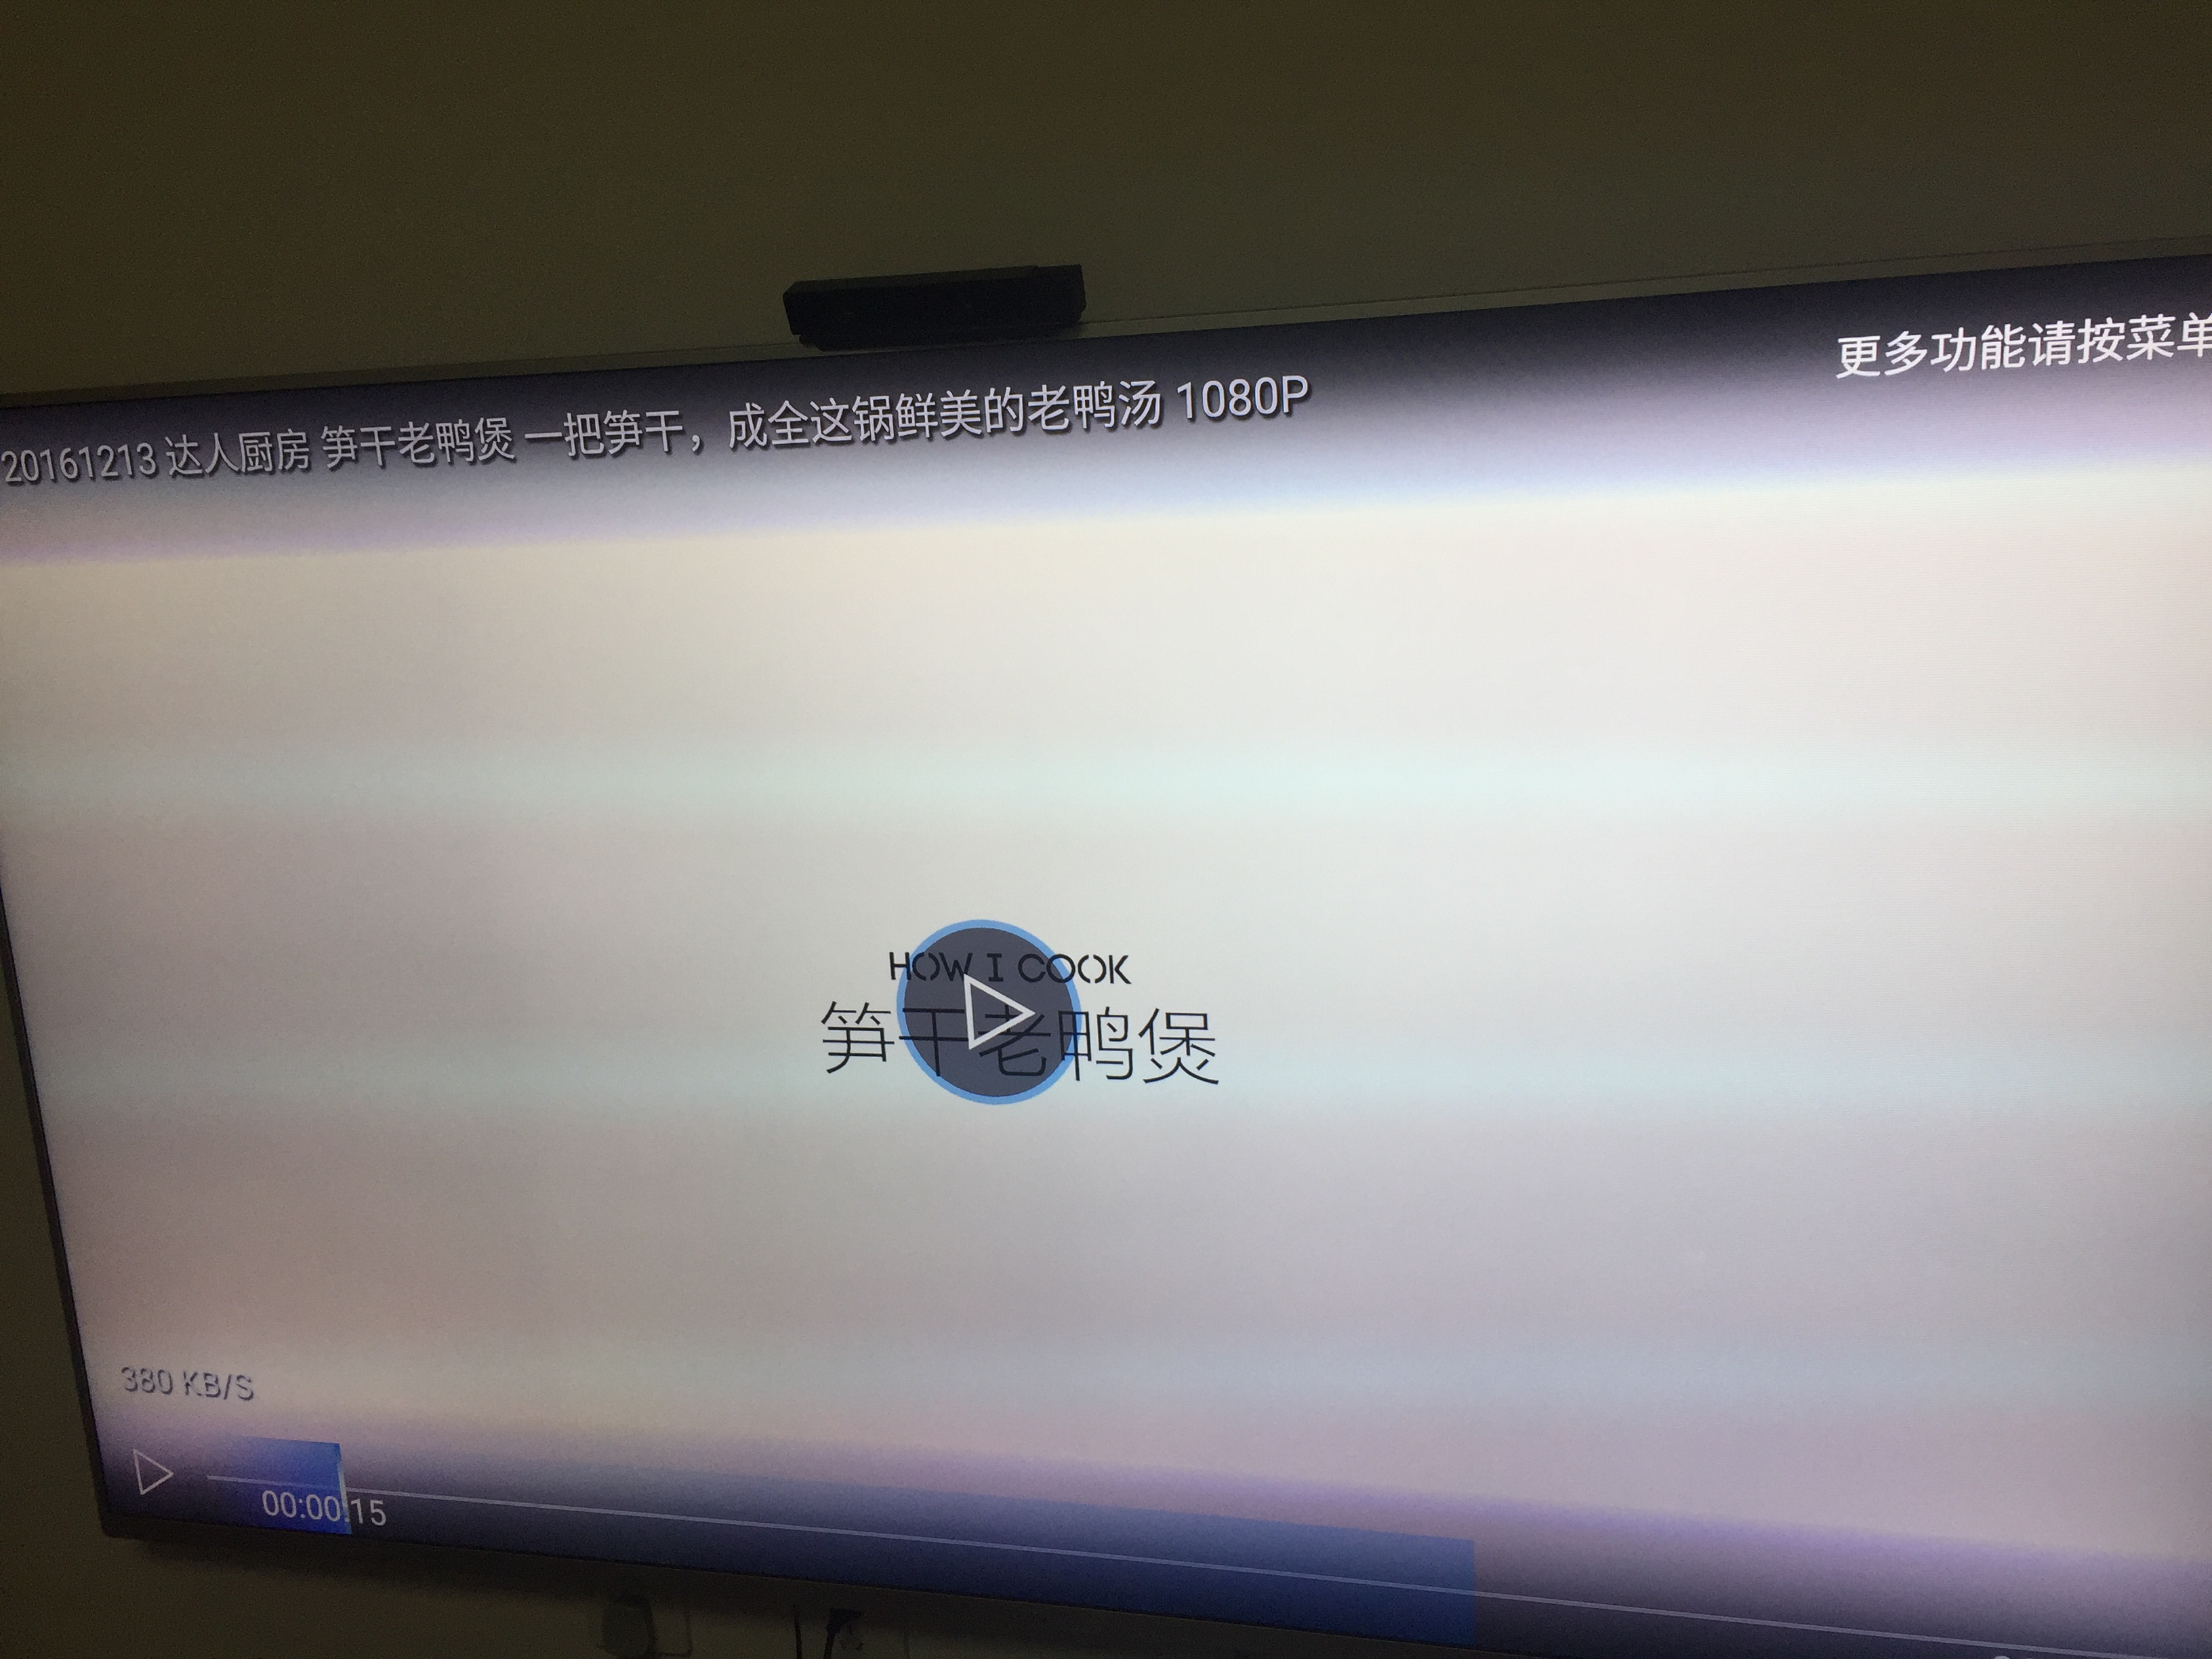 更多功能请按菜单
20161213 达人厨房 笋干老鸭煲 一把笋干，成全这锅鲜美的老鸭汤 1080P
HOW I COOK
笋干老鸭煲
380 KB/S
00:00:15